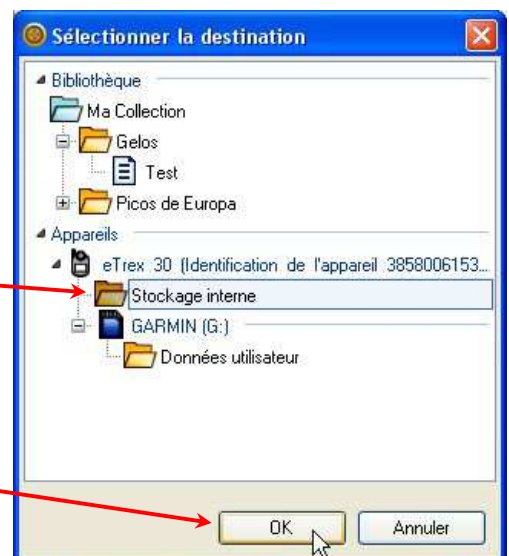 Sélectionner la destination
Bibliothèque
Ma Collection
Gelos
Test
Picos de Europa
Appareils
eTrex 30 (Identification de l'appareil 3858006153...
Stockage interne
GARMIN (G:)
Données utilisateur
OK
Annuler